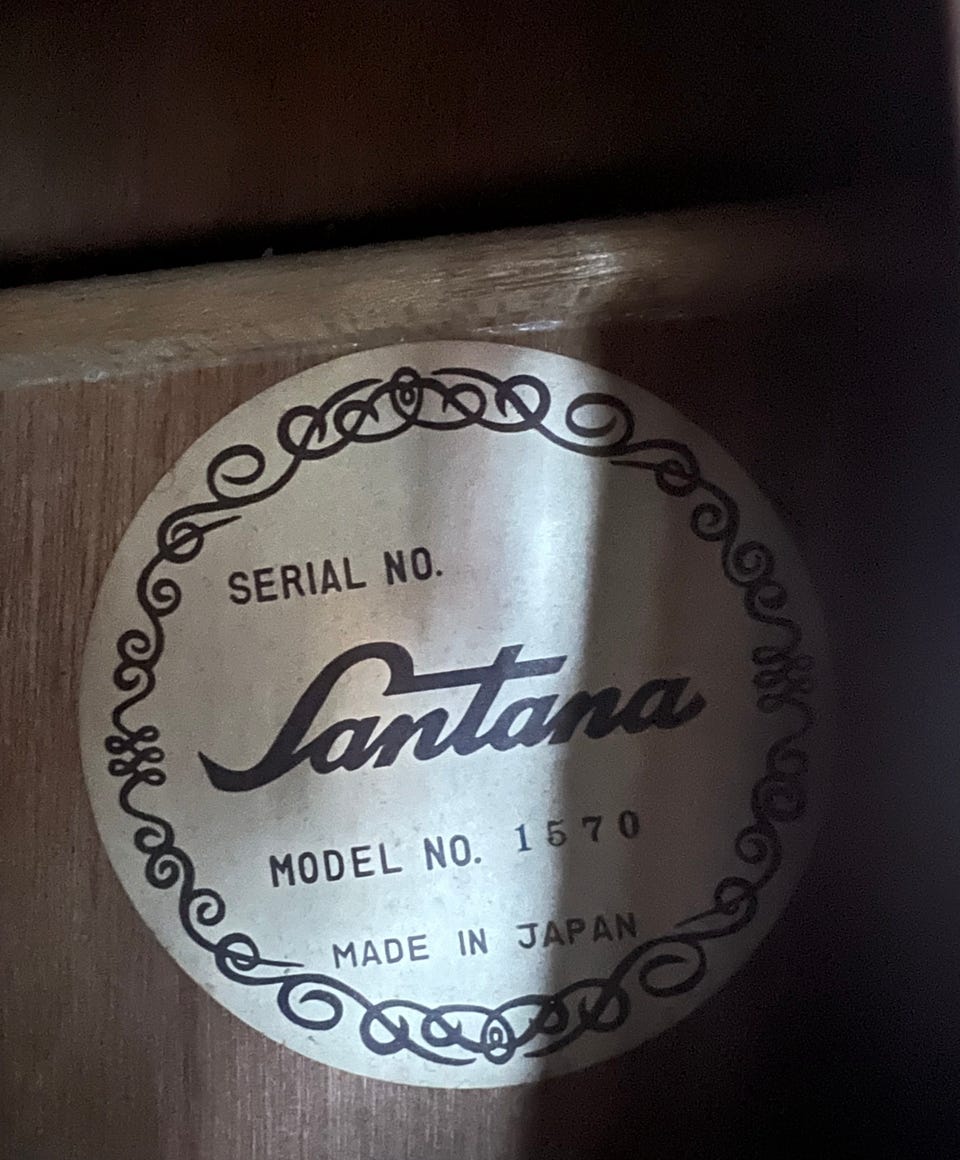 SERIAL NO.
Santana
MODEL NO. 1570
MADE IN JAPAN